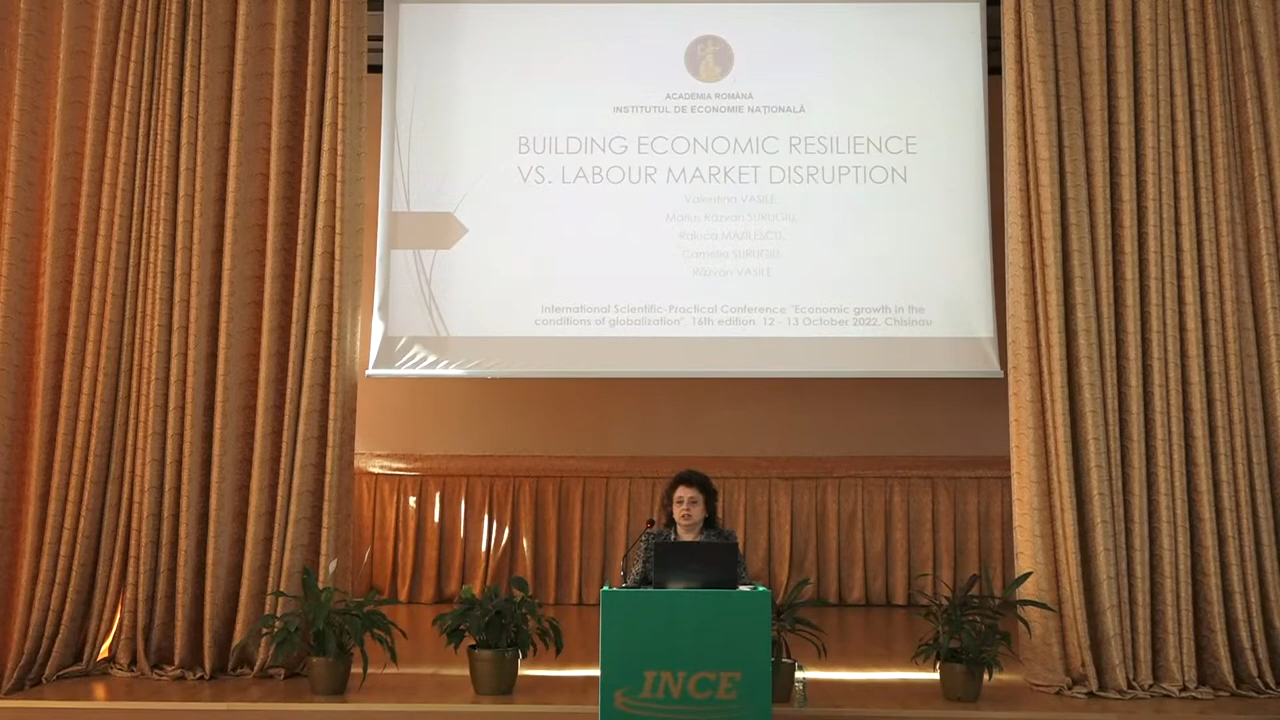 ACADEMIA ROMÂNĂ
INSTITUTUL DE ECONOMIE NAŢIONALĂ
BUILDING ECONOMIC RESILIENCE
VS. LABOUR MARKET DISRUPTION
Valentina VASILE,
Marius Răzvan SURUGIU,
Raluca MAZILESCU,
Camelia SURUGIU,
Răzvan VASILE
International Scientific-Practical Conference "Economic growth in the
conditions of globalization", 16th edition, 12 - 13 October 2022, Chisinau
INCE